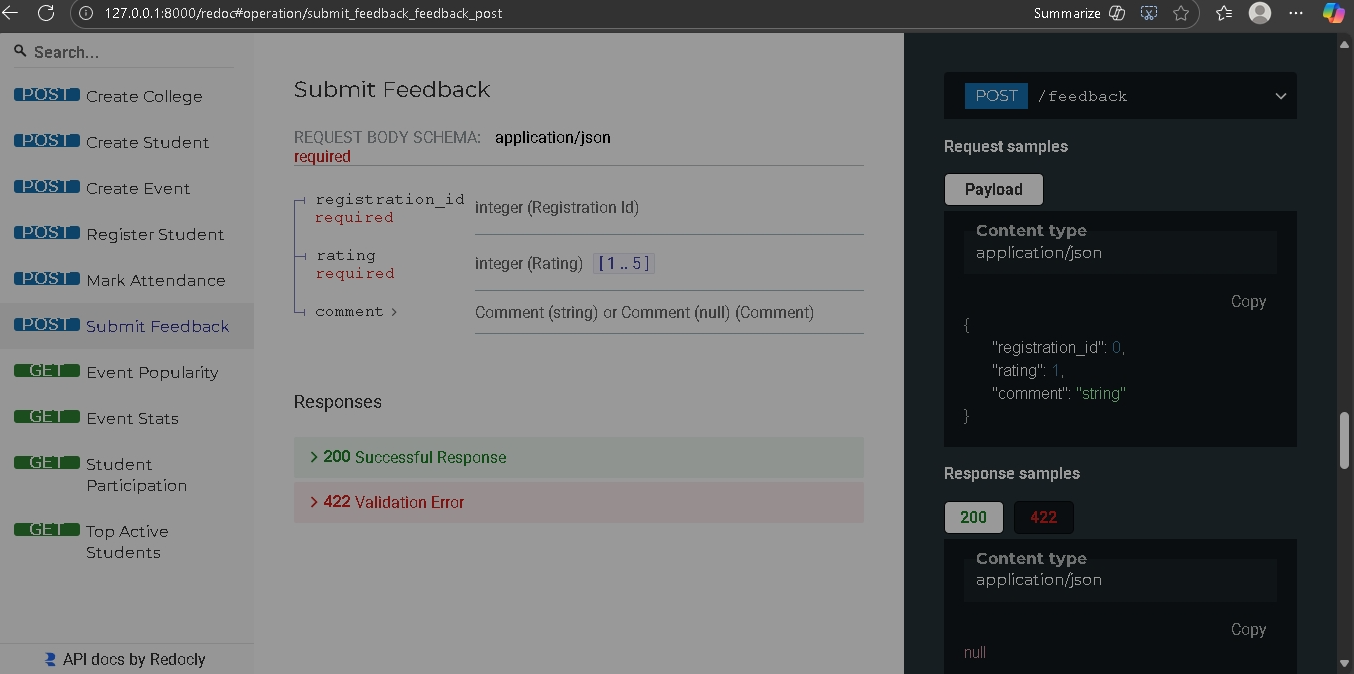 127.0.0.1:8000/redoc#operation/submit_feedback_feedback_post
Summarize
Search...
POST Create College
POST Create Student
POST Create Event
POST Register Student
POST Mark Attendance
POST Submit Feedback
GET Event Popularity
GET Event Stats
GET Student
Participation
GET Top Active
Students
API docs by Redocly
Submit Feedback
REQUEST BODY SCHEMA: application/json
required
registration_id
required
integer (Registration Id)
rating
required
integer (Rating) [ 1 .. 5 ]
comment > Comment (string) or Comment (null) (Comment)
Responses
> 200 Successful Response
> 422 Validation Error
POST /feedback
Request samples
Payload
Content type
application/json
Copy
{
"registration_id": 0,
"rating": 1,
"comment": "string"
}
Response samples
200 422
Content type
application/json
Copy
null